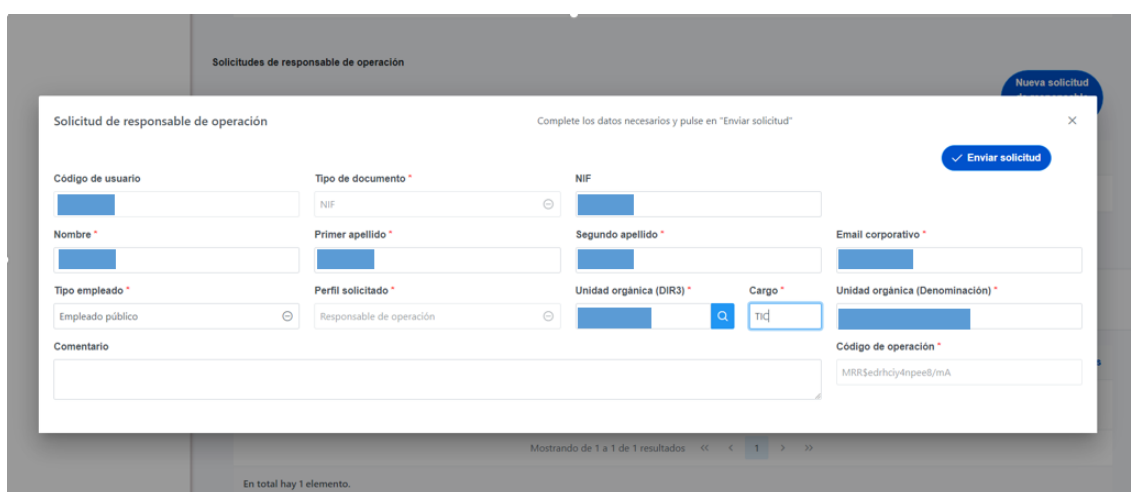 Solicitudes de responsable de operación
Nueva solicitud
Solicitud de responsable de operación
Complete los datos necesarios y pulse en "Enviar solicitud"
Enviar solicitud
Código de usuario
Tipo de documento *
NIF
NIF
Nombre *
Primer apellido *
Segundo apellido *
Email corporativo *
Tipo empleado *
Perfil solicitado *
Unidad orgánica (DIR3) *
Cargo *
Unidad orgánica (Denominación) *
Empleado público
Responsable de operación
TIC
Comentario
Código de operación *
MRR$edrhciy4npee8/mA
Mostrando de 1 a 1 de 1 resultados << < 1 > >>
En total hay 1 elemento.